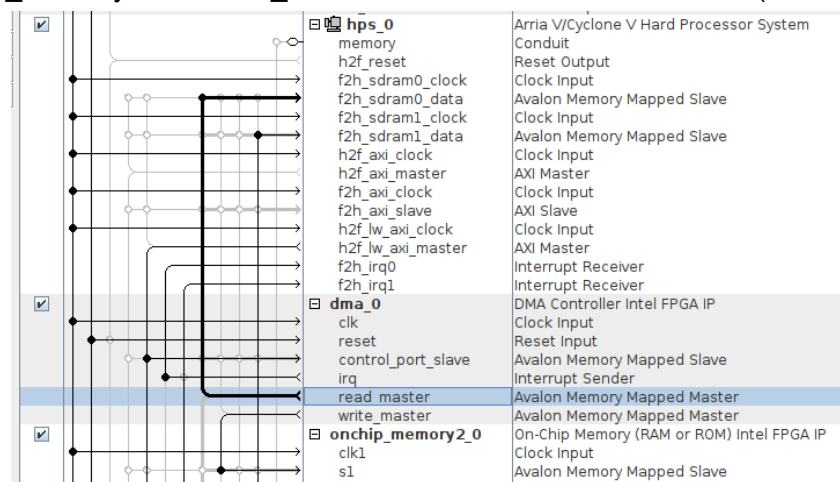 hps_0 Arria V/Cyclone V Hard Processor System
memory Conduit
h2f_reset Reset Output
f2h_sdram0_clock Clock Input
f2h_sdram0_data Avalon Memory Mapped Slave
f2h_sdram1_clock Clock Input
f2h_sdram1_data Avalon Memory Mapped Slave
h2f_axi_clock Clock Input
h2f_axi_master AXI Master
f2h_axi_clock Clock Input
f2h_axi_slave AXI Slave
h2f_lw_axi_clock Clock Input
h2f_lw_axi_master AXI Master
f2h_irq0 Interrupt Receiver
f2h_irq1 Interrupt Receiver
dma_0 DMA Controller Intel FPGA IP
clk Clock Input
reset Reset Input
control_port_slave Avalon Memory Mapped Slave
irq Interrupt Sender
read_master Avalon Memory Mapped Master
write_master Avalon Memory Mapped Master
onchip_memory2_0 On-Chip Memory (RAM or ROM) Intel FPGA IP
clk1 Clock Input
s1 Avalon Memory Mapped Slave